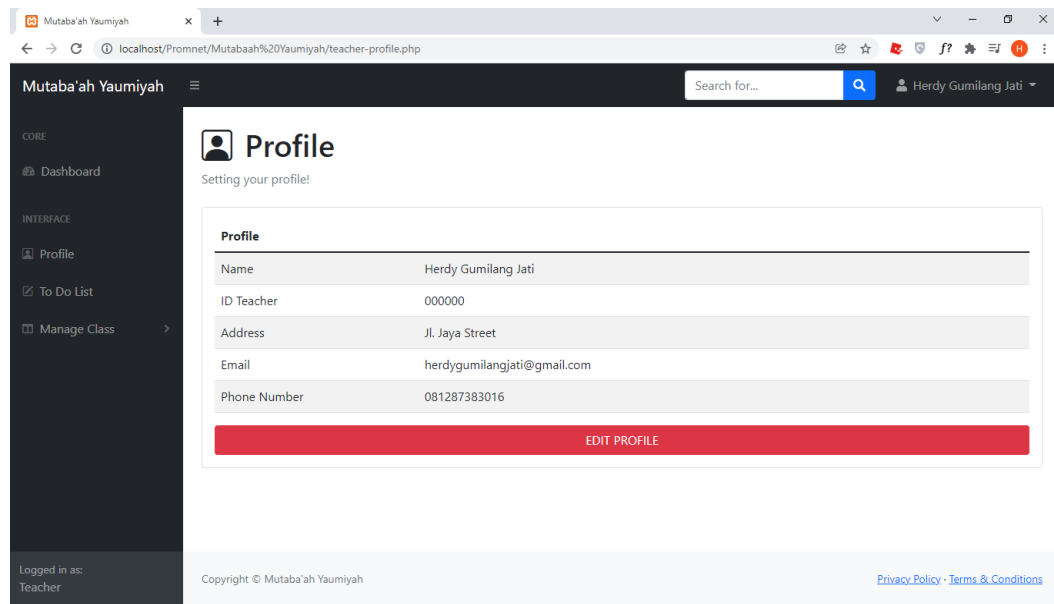 Mutaba'ah Yaumiyah
localhost/Promnet/Mutabaah%20Yaumiyah/teacher-profile.php
f?
H
Mutaba'ah Yaumiyah
Search for...
Herdy Gumilang Jati
CORE
Dashboard
INTERFACE
Profile
To Do List
Manage Class
Profile
Setting your profile!
Profile
Name Herdy Gumilang Jati
ID Teacher 000000
Address Jl. Jaya Street
Email herdygumilangjati@gmail.com
Phone Number 081287383016
EDIT PROFILE
Logged in as:
Teacher
Copyright © Mutaba'ah Yaumiyah
Privacy Policy · Terms & Conditions